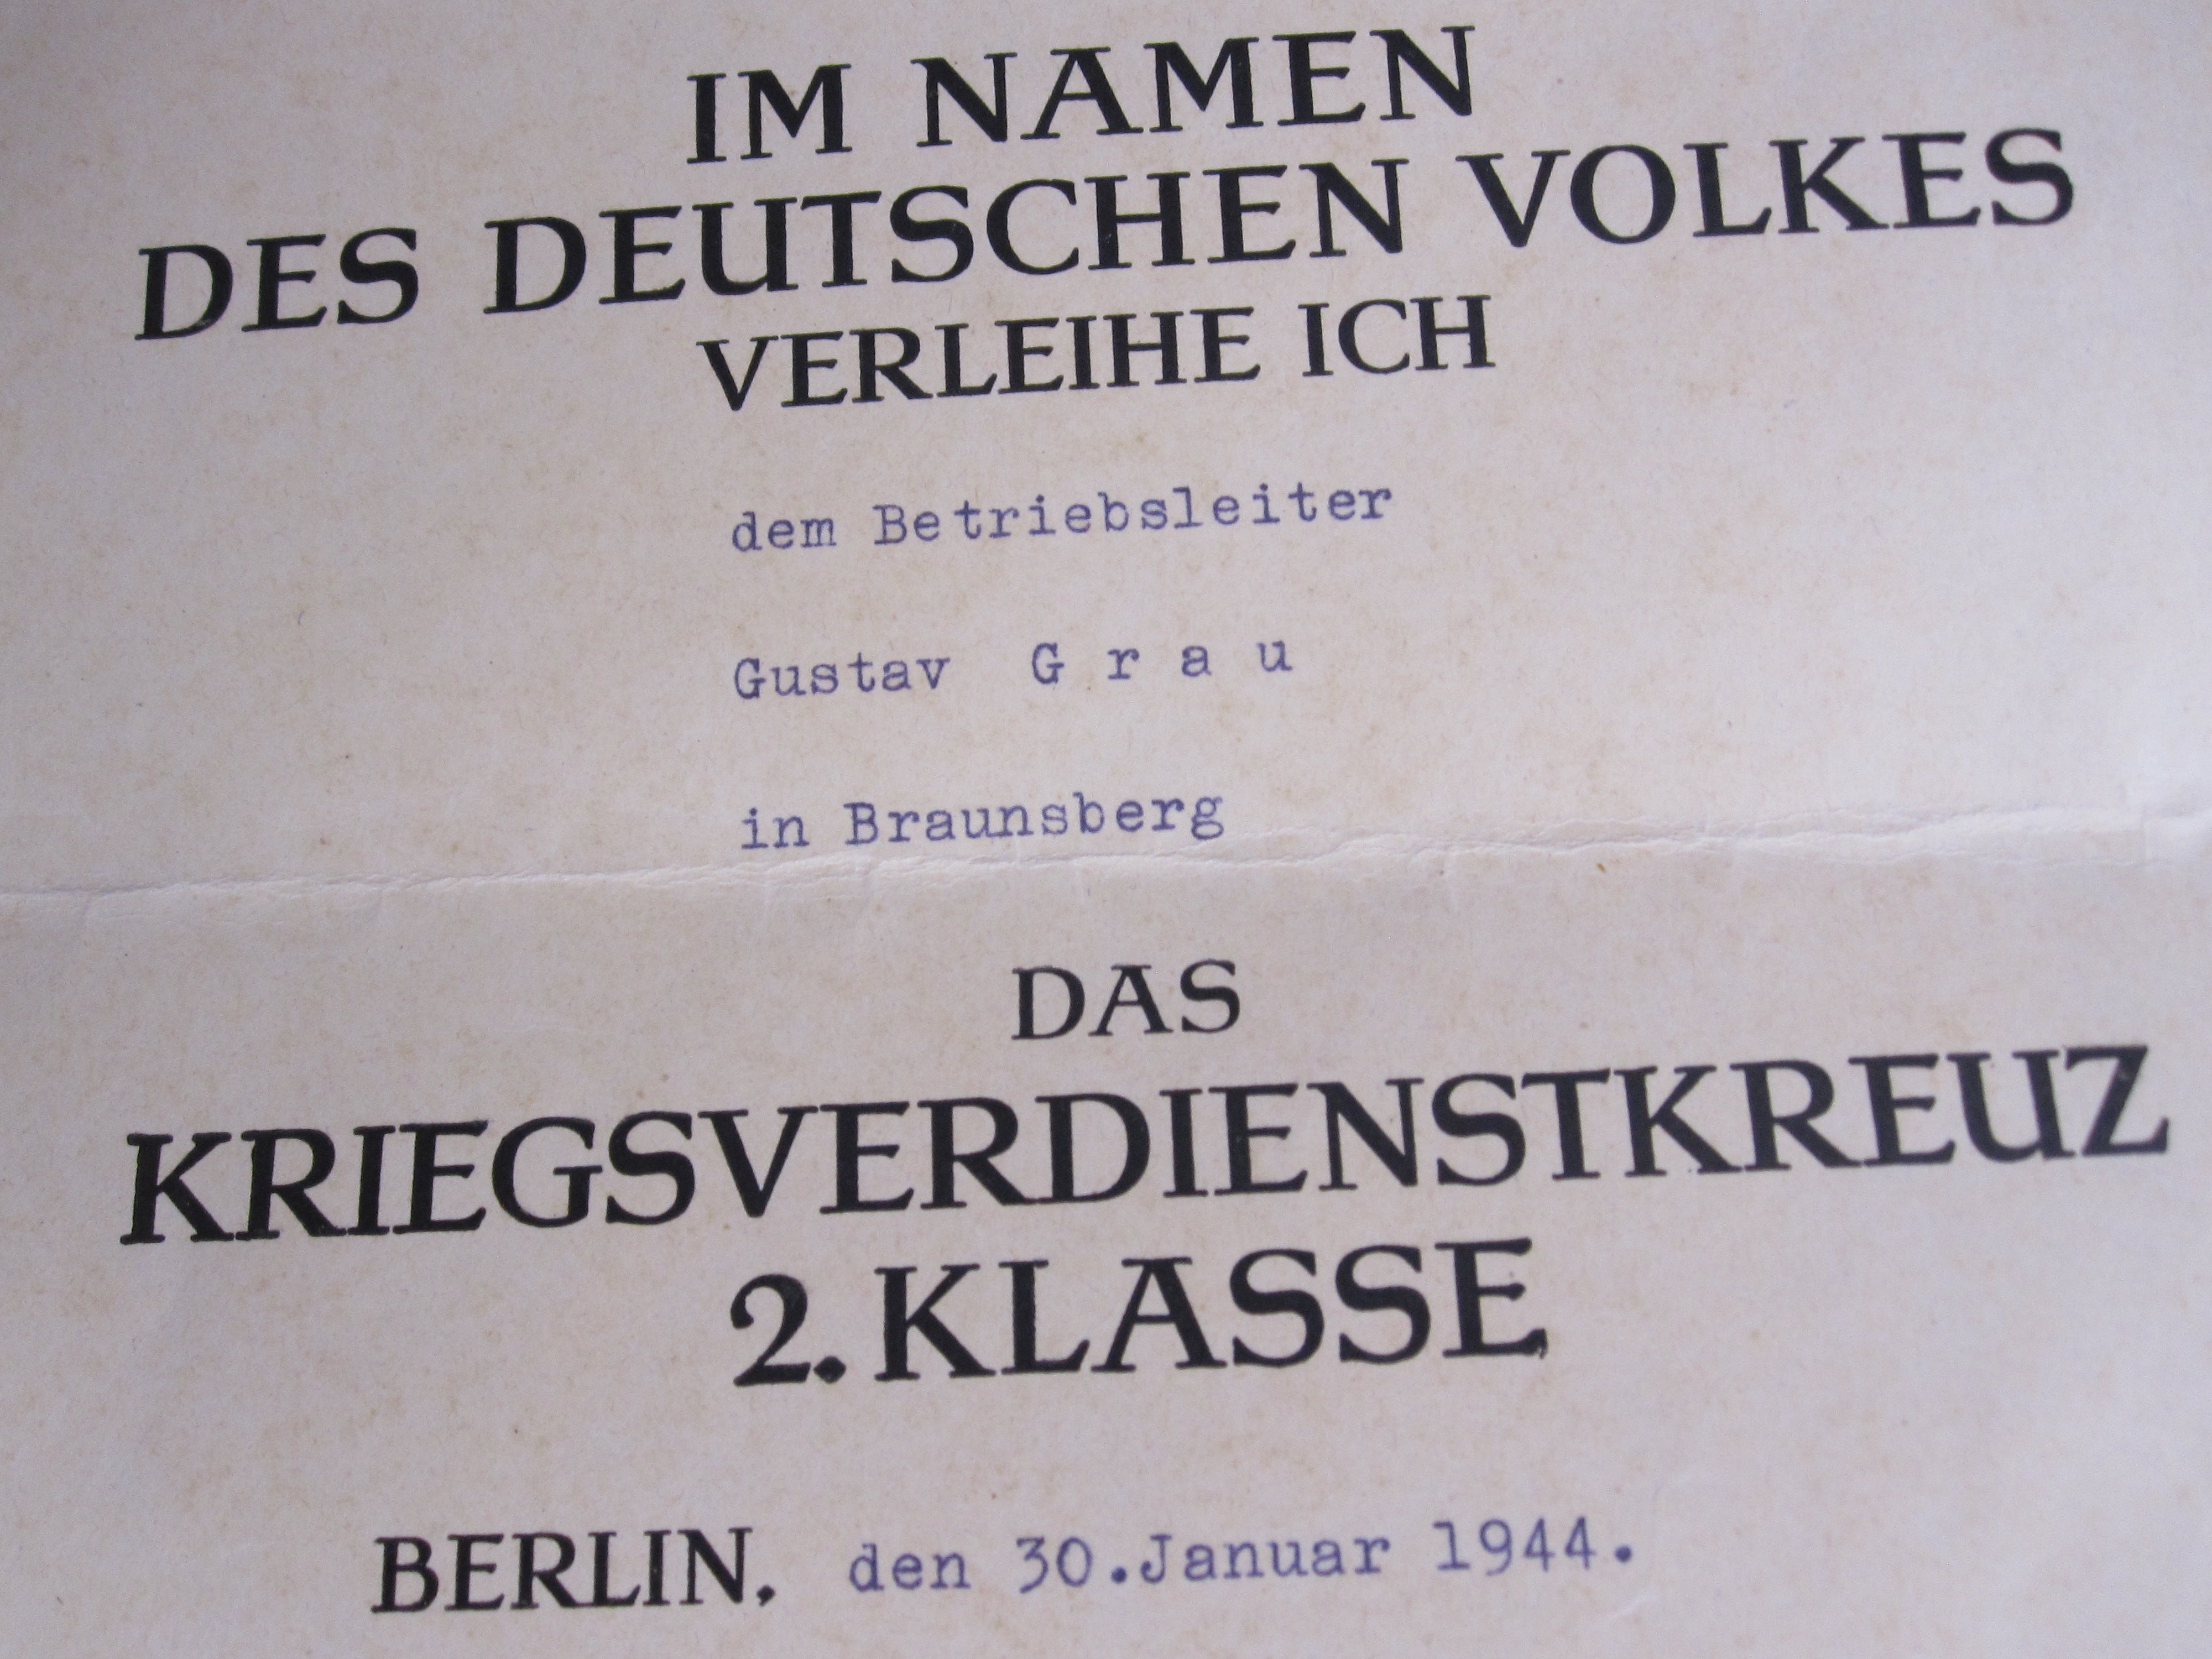 IM NAMEN
DES DEUTSCHEN VOLKES
VERLEIHE ICH
dem Betriebsleiter
Gustav G r a u
in Braunsberg
DAS
KRIEGSVERDIENSTKREUZ
2. KLASSE
BERLIN, den 30.Januar 1944.